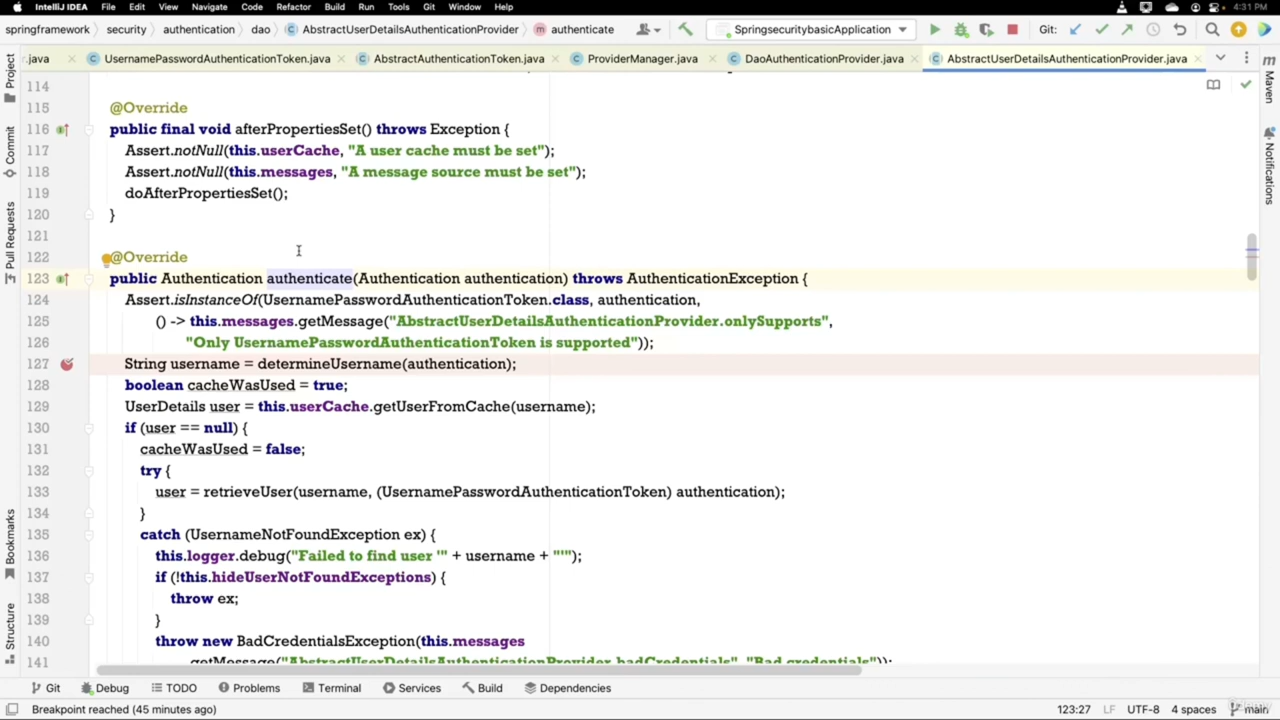 IntelliJ IDEA File Edit View Navigate Code Refactor Build Run Tools Git Window Help 4:31 PM
springframework security authentication dao AbstractUserDetailsAuthenticationProvider authenticate SpringsecuritybasicApplication Git:
.java UsernamePasswordAuthenticationToken.java AbstractAuthenticationToken.java ProviderManager.java DaoAuthenticationProvider.java AbstractUserDetailsAuthenticationProvider.java
Project
Commit
Pull Requests
Bookmarks
Structure
Maven
Notifications
114
115 @Override
116 public final void afterPropertiesSet() throws Exception {
117 Assert.notNull(this.userCache, "A user cache must be set");
118 Assert.notNull(this.messages, "A message source must be set");
119 doAfterPropertiesSet();
120 }
121
122 @Override
123 public Authentication authenticate(Authentication authentication) throws AuthenticationException {
124 Assert.isInstanceOf(UsernamePasswordAuthenticationToken.class, authentication,
125 () -> this.messages.getMessage("AbstractUserDetailsAuthenticationProvider.onlySupports",
126 "Only UsernamePasswordAuthenticationToken is supported"));
127 String username = determineUsername(authentication);
128 boolean cacheWasUsed = true;
129 UserDetails user = this.userCache.getUserFromCache(username);
130 if (user == null) {
131 cacheWasUsed = false;
132 try {
133 user = retrieveUser(username, (UsernamePasswordAuthenticationToken) authentication);
134 }
135 catch (UsernameNotFoundException ex) {
136 this.logger.debug("Failed to find user '" + username + "'");
137 if (!this.hideUserNotFoundExceptions) {
138 throw ex;
139 }
140 throw new BadCredentialsException(this.messages
141 .getMessage("AbstractUserDetailsAuthenticationProvider.badCredentials", "Bad credentials"));
Git Debug TODO Problems Terminal Services Build Dependencies
Breakpoint reached (45 minutes ago) 123:27 LF UTF-8 4 spaces main